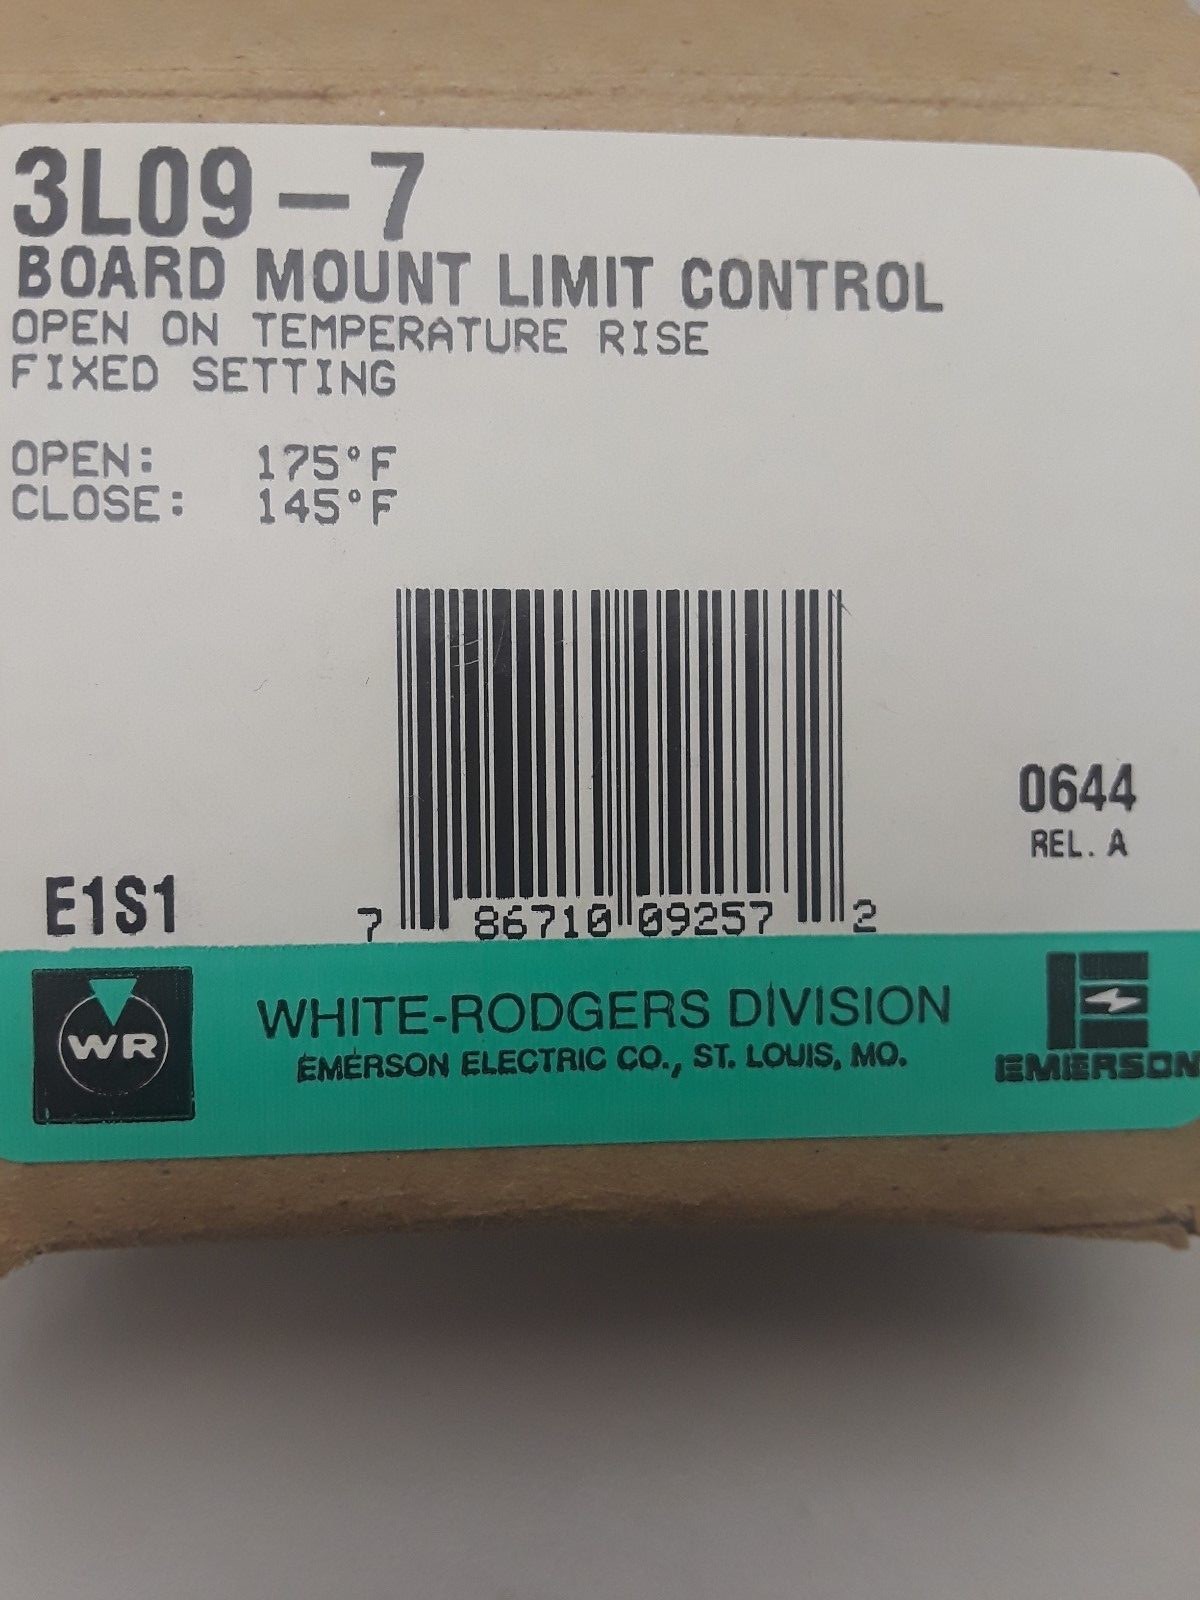 3L09-7
BOARD MOUNT LIMIT CONTROL
OPEN ON TEMPERATURE RISE
FIXED SETTING
OPEN: 175°F
CLOSE: 145°F
0644
REL. A
E1S1
7 86710 09257 2
WR
WHITE-RODGERS DIVISION
EMERSON ELECTRIC CO., ST. LOUIS, MO.
EMERSON